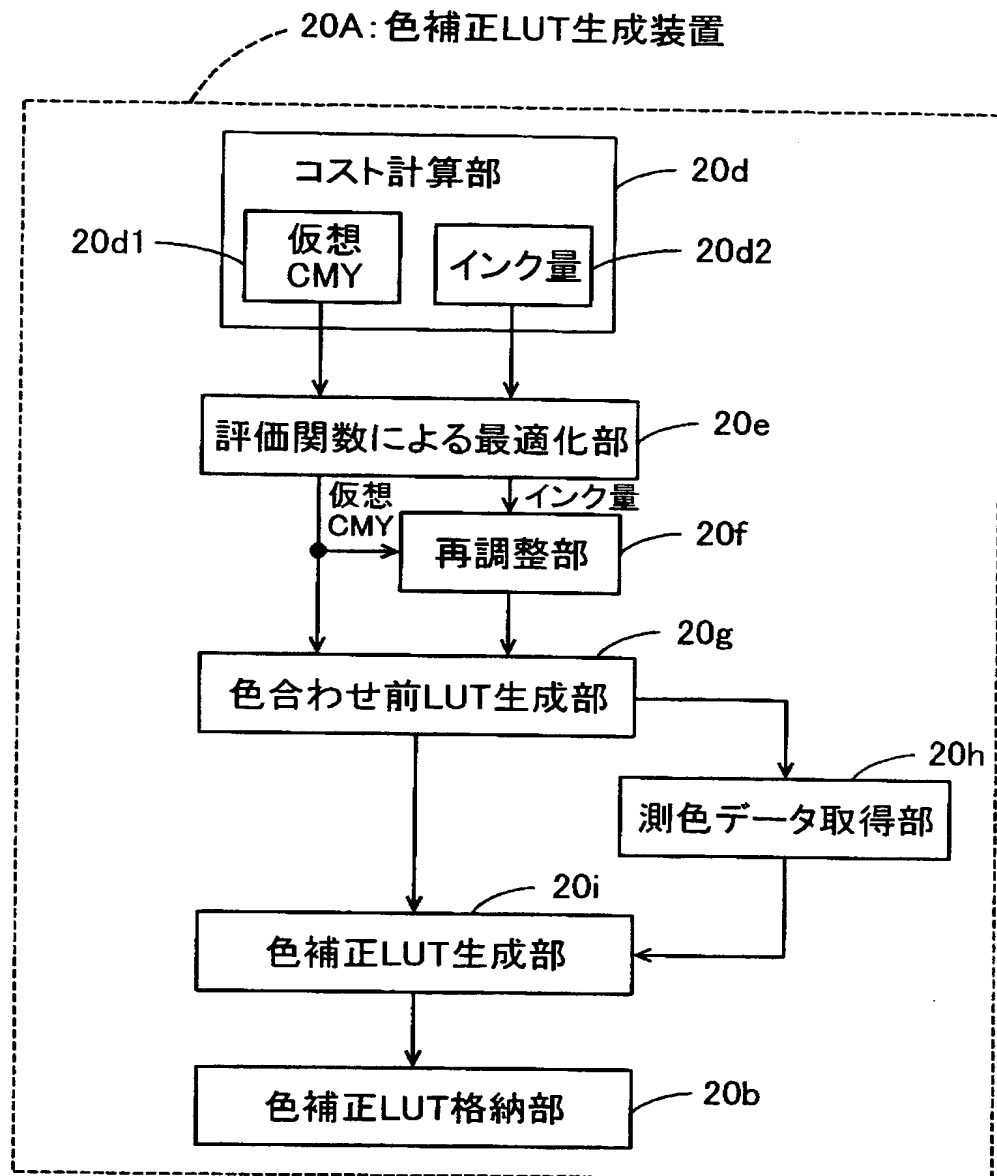 20A:色補正LUT生成装置
コスト計算部
20d
20d1
仮想
CMY
インク量
20d2
評価関数による最適化部
20e
仮想
CMY
インク量
再調整部
20f
20g
色合わせ前LUT生成部
20h
測色データ取得部
20i
色補正LUT生成部
色補正LUT格納部
20b